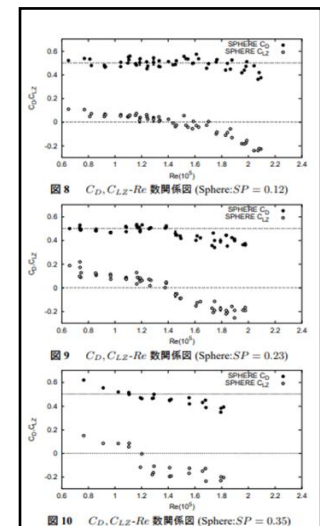 SPHERE C_D
SPHERE C_LZ
C_D,C_LZ
0.6
0.4
0.2
0
-0.2
0.6 0.8 1 1.2 1.4 1.6 1.8 2 2.2 2.4
Re(10^5)
図 8 C_D, C_LZ-Re 数関係図 (Sphere:SP = 0.12)
SPHERE C_D
SPHERE C_LZ
C_D,C_LZ
0.6
0.4
0.2
0
-0.2
0.6 0.8 1 1.2 1.4 1.6 1.8 2 2.2 2.4
Re(10^5)
図 9 C_D, C_LZ-Re 数関係図 (Sphere:SP = 0.23)
SPHERE C_D
SPHERE C_LZ
C_D,C_LZ
0.6
0.4
0.2
0
-0.2
0.6 0.8 1 1.2 1.4 1.6 1.8 2 2.2 2.4
Re(10^5)
図 10 C_D, C_LZ-Re 数関係図 (Sphere:SP = 0.35)